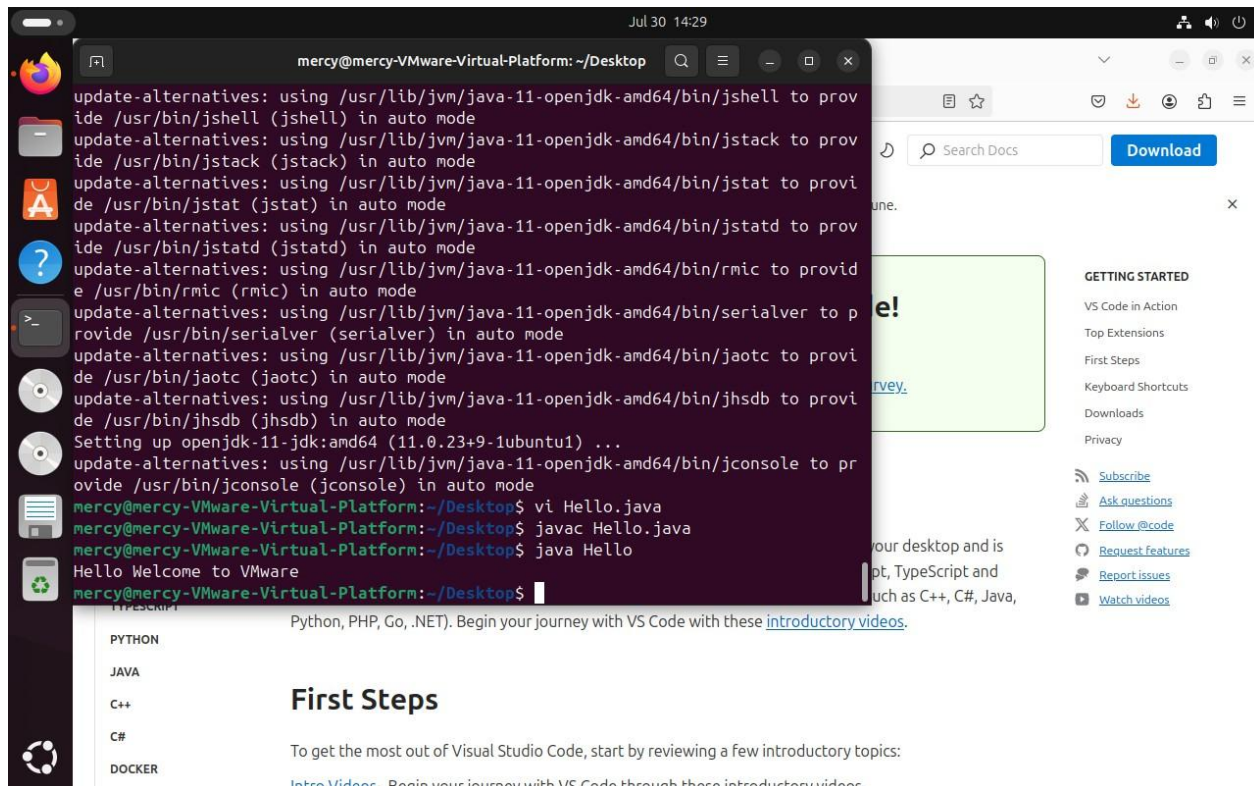 Jul 30 14:29
mercy@mercy-VMware-Virtual-Platform: ~/Desktop
update-alternatives: using /usr/lib/jvm/java-11-openjdk-amd64/bin/jshell to prov
ide /usr/bin/jshell (jshell) in auto mode
update-alternatives: using /usr/lib/jvm/java-11-openjdk-amd64/bin/jstack to prov
ide /usr/bin/jstack (jstack) in auto mode
update-alternatives: using /usr/lib/jvm/java-11-openjdk-amd64/bin/jstat to provi
de /usr/bin/jstat (jstat) in auto mode
update-alternatives: using /usr/lib/jvm/java-11-openjdk-amd64/bin/jstatd to prov
ide /usr/bin/jstatd (jstatd) in auto mode
update-alternatives: using /usr/lib/jvm/java-11-openjdk-amd64/bin/rmic to provid
e /usr/bin/rmic (rmic) in auto mode
update-alternatives: using /usr/lib/jvm/java-11-openjdk-amd64/bin/serialver to p
rovide /usr/bin/serialver (serialver) in auto mode
update-alternatives: using /usr/lib/jvm/java-11-openjdk-amd64/bin/jaotc to provi
de /usr/bin/jaotc (jaotc) in auto mode
update-alternatives: using /usr/lib/jvm/java-11-openjdk-amd64/bin/jhsdb to provi
de /usr/bin/jhsdb (jhsdb) in auto mode
Setting up openjdk-11-jdk:amd64 (11.0.23+9-1ubuntu1) ...
update-alternatives: using /usr/lib/jvm/java-11-openjdk-amd64/bin/jconsole to pr
ovide /usr/bin/jconsole (jconsole) in auto mode
mercy@mercy-VMware-Virtual-Platform:~/Desktop$ vi Hello.java
mercy@mercy-VMware-Virtual-Platform:~/Desktop$ javac Hello.java
mercy@mercy-VMware-Virtual-Platform:~/Desktop$ java Hello
Hello Welcome to VMware
mercy@mercy-VMware-Virtual-Platform:~/Desktop$
Search Docs
Download
une.
e!
rvey.
your desktop and is
pt, TypeScript and
uch as C++, C#, Java,
Python, PHP, Go, .NET). Begin your journey with VS Code with these introductory videos.
TYPESCRIPT
PYTHON
JAVA
C++
C#
DOCKER
First Steps
To get the most out of Visual Studio Code, start by reviewing a few introductory topics:
Intro Videos - Begin your journey with VS Code through these introductory videos.
GETTING STARTED
VS Code in Action
Top Extensions
First Steps
Keyboard Shortcuts
Downloads
Privacy
Subscribe
Ask questions
Follow @code
Request features
Report issues
Watch videos